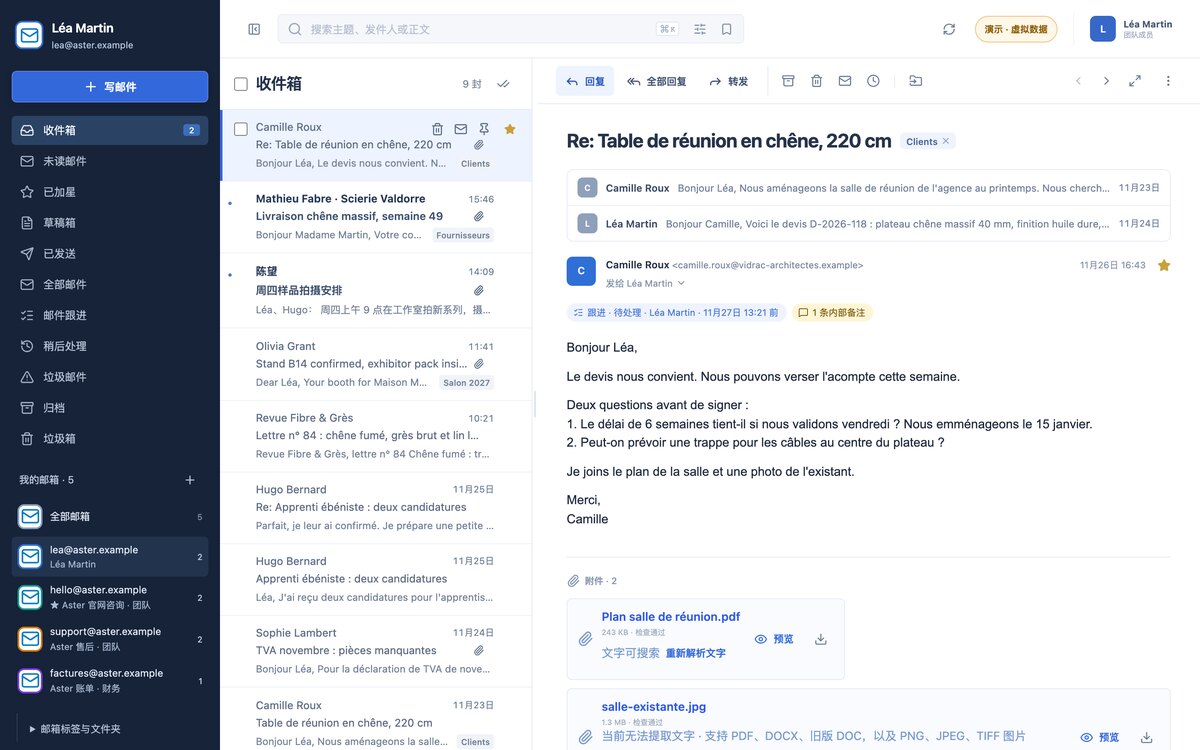 Léa Martin
lea@aster.example
写邮件
收件箱
2
未读邮件
已加星
草稿箱
已发送
全部邮件
邮件跟进
稍后处理
垃圾邮件
归档
垃圾箱
我的邮箱 · 5
全部邮箱
5
lea@aster.example
Léa Martin
2
hello@aster.example
★ Aster 官网咨询 · 团队
2
support@aster.example
Aster 售后 · 团队
2
factures@aster.example
Aster 账单 · 财务
1
▸ 邮箱标签与文件夹
搜索主题、发件人或正文
⌘K
演示 · 虚拟数据
L
Léa Martin
团队成员
收件箱
9 封
Camille Roux
Re: Table de réunion en chêne, 220 cm
Bonjour Léa, Le devis nous convient. N...
Clients
Mathieu Fabre · Scierie Valdorre
15:46
Livraison chêne massif, semaine 49
Bonjour Madame Martin, Votre co...
Fournisseurs
陈望
14:09
周四样品拍摄安排
Léa、Hugo： 周四上午 9 点在工作室拍新系列，摄...
Olivia Grant
11:41
Stand B14 confirmed, exhibitor pack insi...
Dear Léa, Your booth for Maison M...
Salon 2027
Revue Fibre & Grès
10:21
Lettre n° 84 : chêne fumé, grès brut et lin l...
Revue Fibre & Grès, lettre n° 84 Chêne fumé : tr...
Hugo Bernard
11月25日
Re: Apprenti ébéniste : deux candidatures
Parfait, je leur ai confirmé. Je prépare une petite ...
Hugo Bernard
11月25日
Apprenti ébéniste : deux candidatures
Léa, J'ai reçu deux candidatures pour l'apprentis...
Sophie Lambert
11月24日
TVA novembre : pièces manquantes
Bonjour Léa, Pour la déclaration de TVA de nove...
Camille Roux
11月23日
Table de réunion en chêne, 220 cm
Bonjour Léa, Nous aménageons la salle...
Clients
回复
全部回复
转发
Re: Table de réunion en chêne, 220 cm
Clients ×
C
Camille Roux
Bonjour Léa, Nous aménageons la salle de réunion de l'agence au printemps. Nous cherch...
11月23日
L
Léa Martin
Bonjour Camille, Voici le devis D-2026-118 : plateau chêne massif 40 mm, finition huile dure,...
11月24日
C
Camille Roux <camille.roux@vidrac-architectes.example>
11月26日 16:43
发给 Léa Martin
跟进 · 待处理 · Léa Martin · 11月27日 13:21 前
1 条内部备注
Bonjour Léa,
Le devis nous convient. Nous pouvons verser l'acompte cette semaine.
Deux questions avant de signer :
1. Le délai de 6 semaines tient-il si nous validons vendredi ? Nous emménageons le 15 janvier.
2. Peut-on prévoir une trappe pour les câbles au centre du plateau ?
Je joins le plan de la salle et une photo de l'existant.
Merci,
Camille
附件 · 2
Plan salle de réunion.pdf
243 KB · 检查通过
文字可搜索 重新解析文字
预览
salle-existante.jpg
1.3 MB · 检查通过
当前无法提取文字 · 支持 PDF、DOCX、旧版 DOC，以及 PNG、JPEG、TIFF 图片
预览